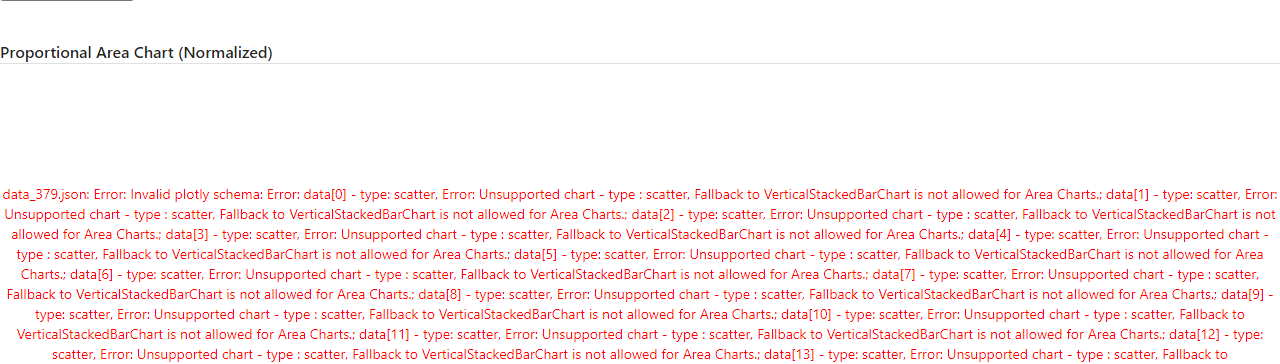 Proportional Area Chart (Normalized)
data_379.json: Error: Invalid plotly schema: Error: data[0] - type: scatter, Error: Unsupported chart - type : scatter, Fallback to VerticalStackedBarChart is not allowed for Area Charts.; data[1] - type: scatter, Error:
Unsupported chart - type : scatter, Fallback to VerticalStackedBarChart is not allowed for Area Charts.; data[2] - type: scatter, Error: Unsupported chart - type : scatter, Fallback to VerticalStackedBarChart is not
allowed for Area Charts.; data[3] - type: scatter, Error: Unsupported chart - type : scatter, Fallback to VerticalStackedBarChart is not allowed for Area Charts.; data[4] - type: scatter, Error: Unsupported chart -
type : scatter, Fallback to VerticalStackedBarChart is not allowed for Area Charts.; data[5] - type: scatter, Error: Unsupported chart - type : scatter, Fallback to VerticalStackedBarChart is not allowed for Area
Charts.; data[6] - type: scatter, Error: Unsupported chart - type : scatter, Fallback to VerticalStackedBarChart is not allowed for Area Charts.; data[7] - type: scatter, Error: Unsupported chart - type : scatter,
Fallback to VerticalStackedBarChart is not allowed for Area Charts.; data[8] - type: scatter, Error: Unsupported chart - type : scatter, Fallback to VerticalStackedBarChart is not allowed for Area Charts.; data[9] -
type: scatter, Error: Unsupported chart - type : scatter, Fallback to VerticalStackedBarChart is not allowed for Area Charts.; data[10] - type: scatter, Error: Unsupported chart - type : scatter, Fallback to
VerticalStackedBarChart is not allowed for Area Charts.; data[11] - type: scatter, Error: Unsupported chart - type : scatter, Fallback to VerticalStackedBarChart is not allowed for Area Charts.; data[12] - type:
scatter, Error: Unsupported chart - type : scatter, Fallback to VerticalStackedBarChart is not allowed for Area Charts.; data[13] - type: scatter, Error: Unsupported chart - type : scatter, Fallback to